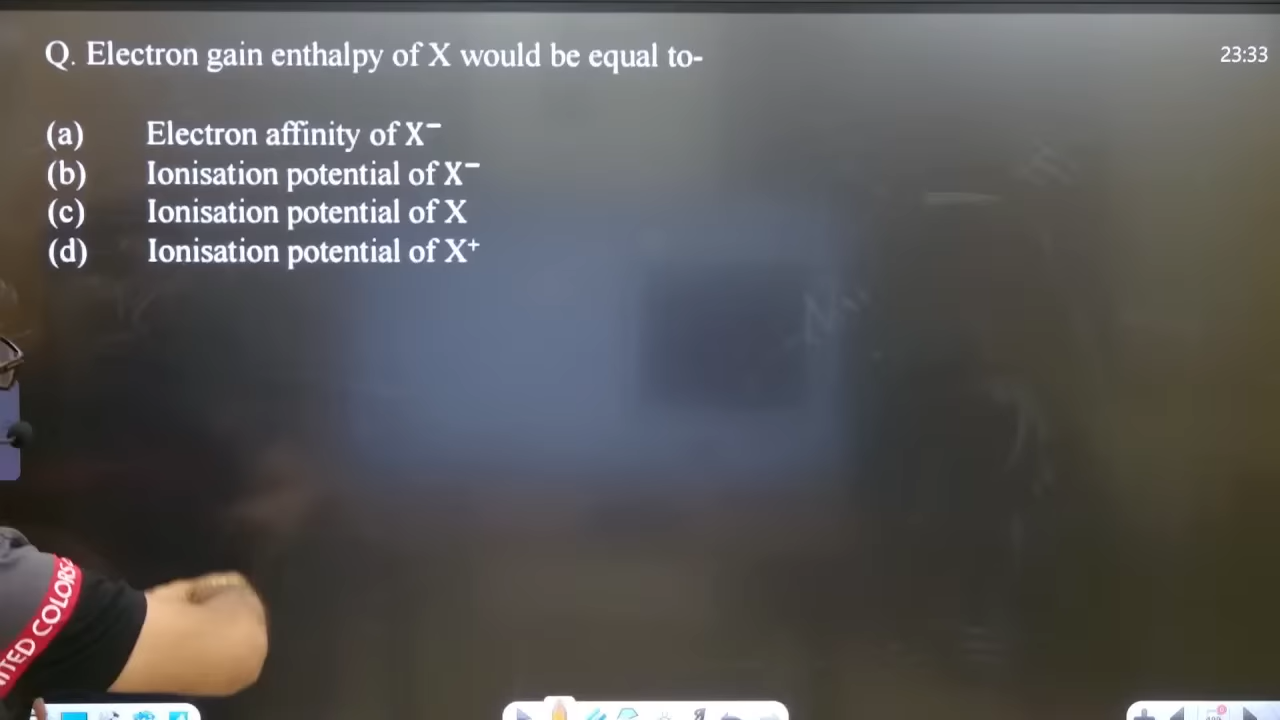 Q. Electron gain enthalpy of X would be equal to-
23:33
(a) Electron affinity of X⁻
(b) Ionisation potential of X⁻
(c) Ionisation potential of X
(d) Ionisation potential of X⁺
ITED COLORS